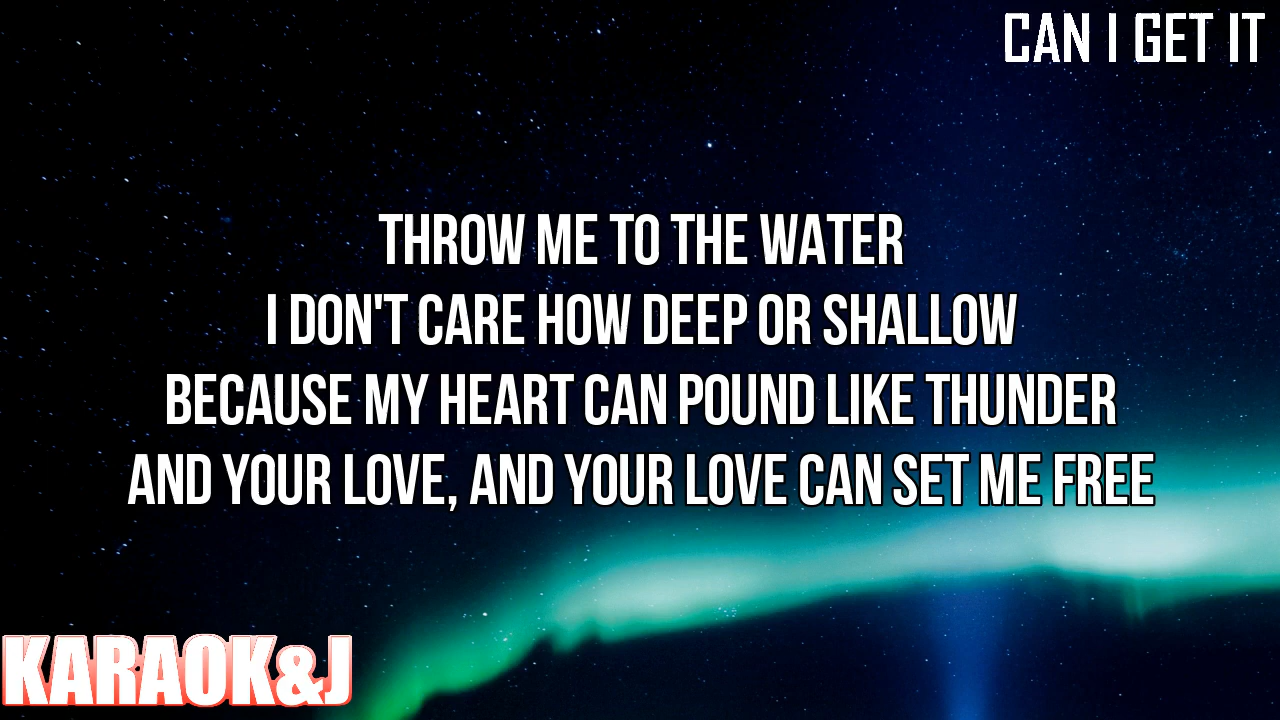 CAN I GET IT
THROW ME TO THE WATER
I DON'T CARE HOW DEEP OR SHALLOW
BECAUSE MY HEART CAN POUND LIKE THUNDER
AND YOUR LOVE, AND YOUR LOVE CAN SET ME FREE
KARAOK&J